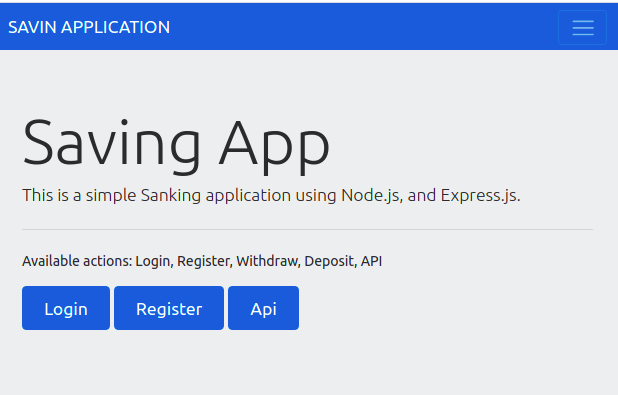 SAVIN APPLICATION
Saving App
This is a simple Sanking application using Node.js, and Express.js.
Available actions: Login, Register, Withdraw, Deposit, API
Login Register Api